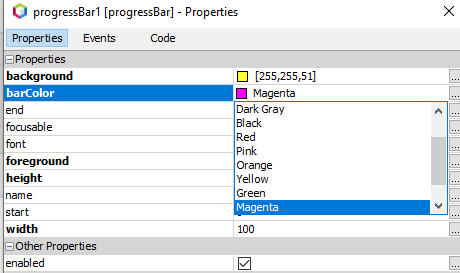 progressBar1 [progressBar] - Properties
Properties Events Code
Properties
background [255,255,51] ...
barColor Magenta ...
end ...
focusable ...
font ...
foreground ...
height ...
name ...
start ...
width 100 ...
Dark Gray
Black
Red
Pink
Orange
Yellow
Green
Magenta
Other Properties
enabled ...